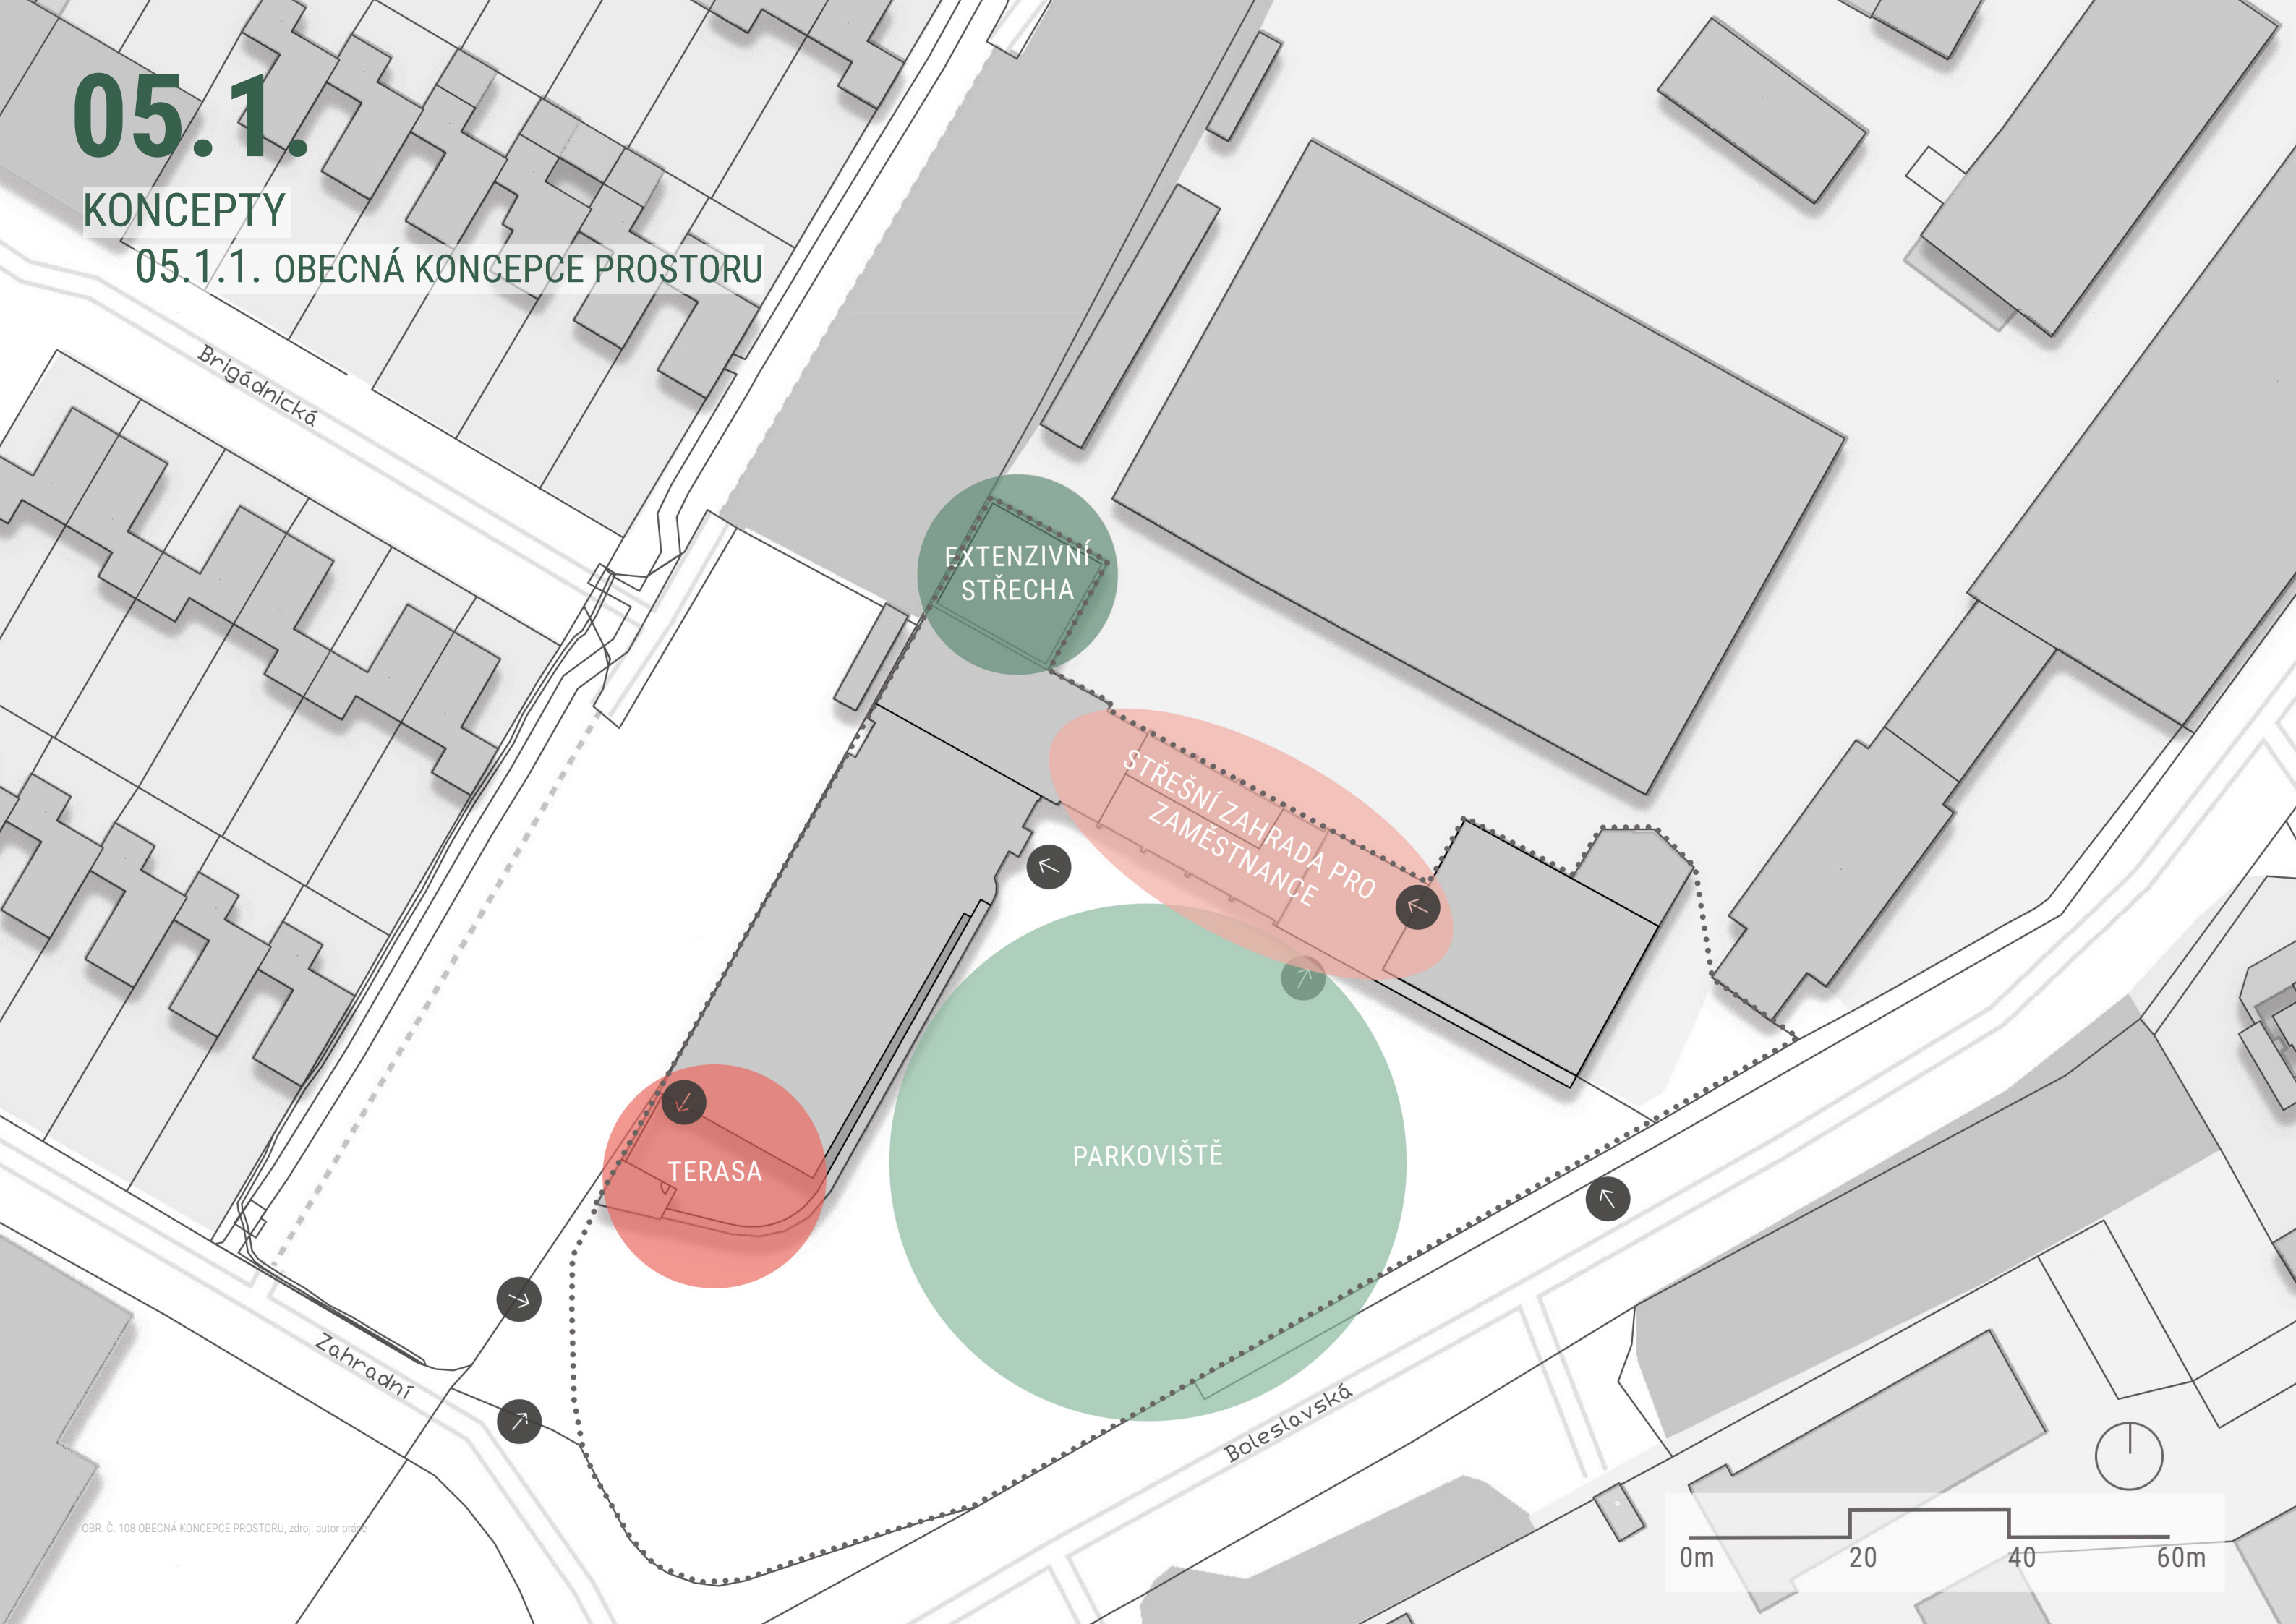 05.1.
KONCEPTY
05.1.1. OBECNÁ KONCEPCE PROSTORU
Brigádnická
EXTENZIVNÍ
STŘECHA
STŘEŠNÍ ZAHRADA PRO
ZAMĚSTNANCE
TERASA
PARKOVIŠTĚ
Zahradní
Boleslavská
OBR. Č. 108 OBECNÁ KONCEPCE PROSTORU, zdroj: autor práce
0m 20 40 60m